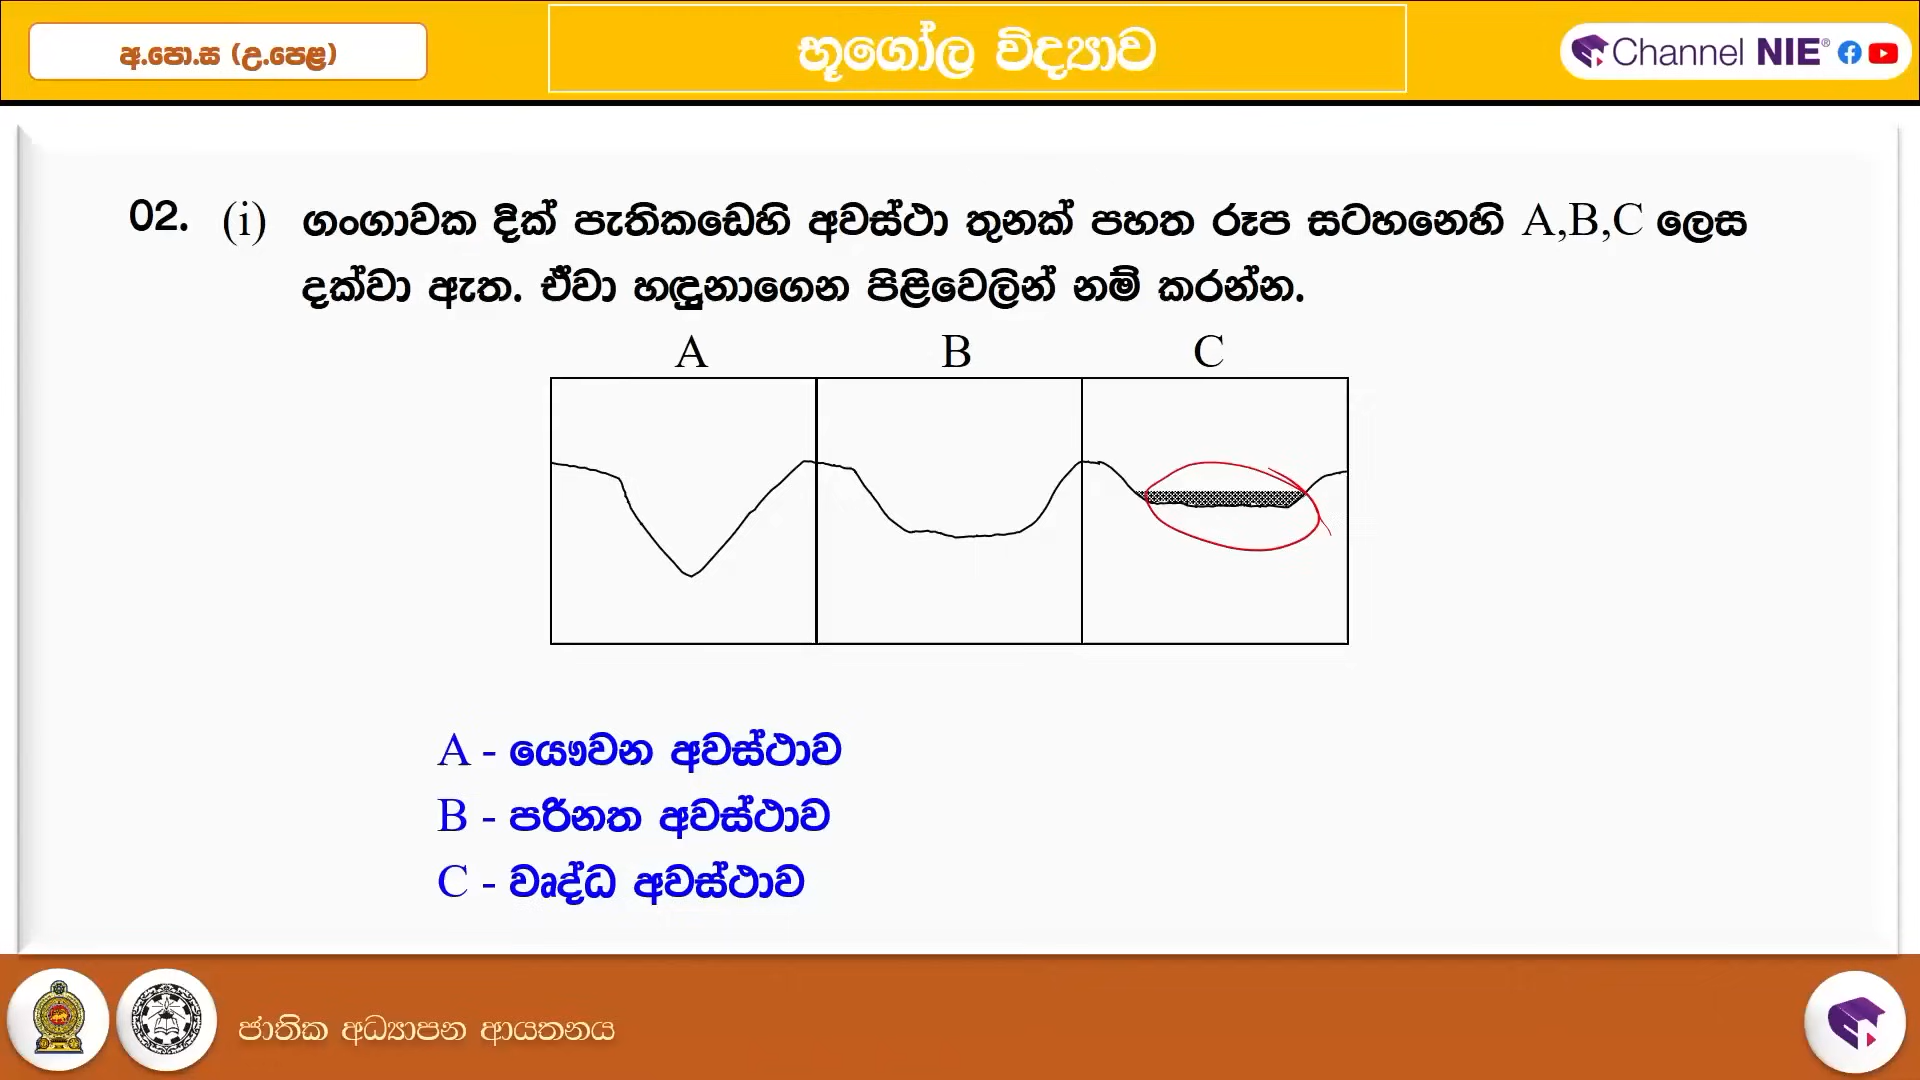 අ.පො.ස (උ.පෙළ)
භූගෝල විද්‍යාව
Channel NIE®
02. (i) ගංගාවක දික් පැතිකඩෙහි අවස්ථා තුනක් පහත රූප සටහනෙහි A,B,C ලෙස
දක්වා ඇත. ඒවා හඳුනාගෙන පිළිවෙලින් නම් කරන්න.
A B C
A - යෞවන අවස්ථාව
B - පරිනත අවස්ථාව
C - වෘද්ධ අවස්ථාව
ජාතික අධ්‍යාපන ආයතනය